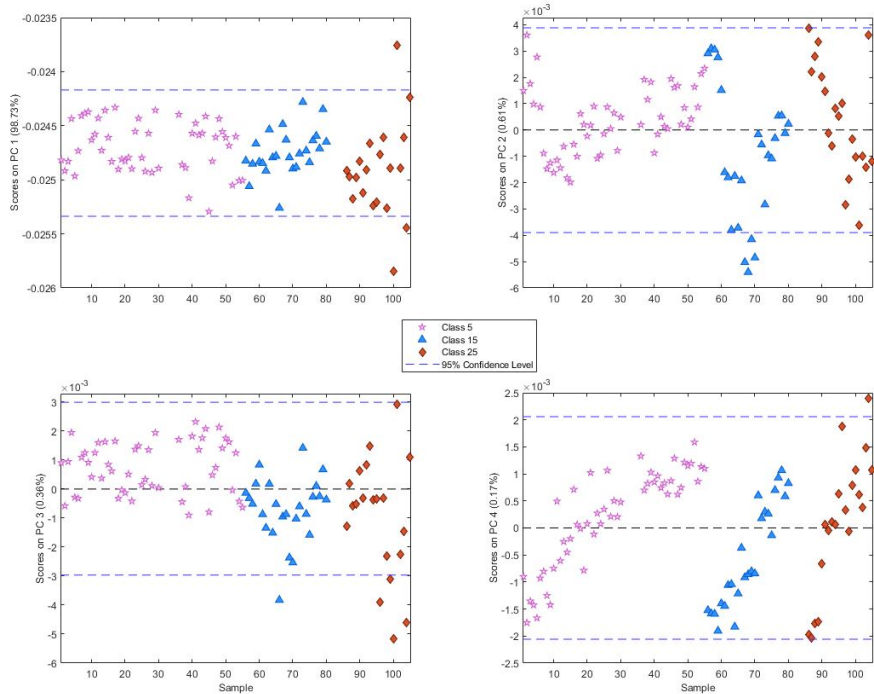 -0.0235
-0.024
-0.0245
-0.025
-0.0255
-0.026
Scores on PC 1 (98.73%)
10 20 30 40 50 60 70 80 90 100
×10⁻³
4
3
2
1
0
-1
-2
-3
-4
-5
-6
Scores on PC 2 (0.61%)
10 20 30 40 50 60 70 80 90 100
Class 5
Class 15
Class 25
95% Confidence Level
×10⁻³
3
2
1
0
-1
-2
-3
-4
-5
-6
Scores on PC 3 (0.36%)
10 20 30 40 50 60 70 80 90 100
Sample
×10⁻³
2.5
2
1.5
1
0.5
0
-0.5
-1
-1.5
-2
-2.5
Scores on PC 4 (0.17%)
10 20 30 40 50 60 70 80 90 100
Sample